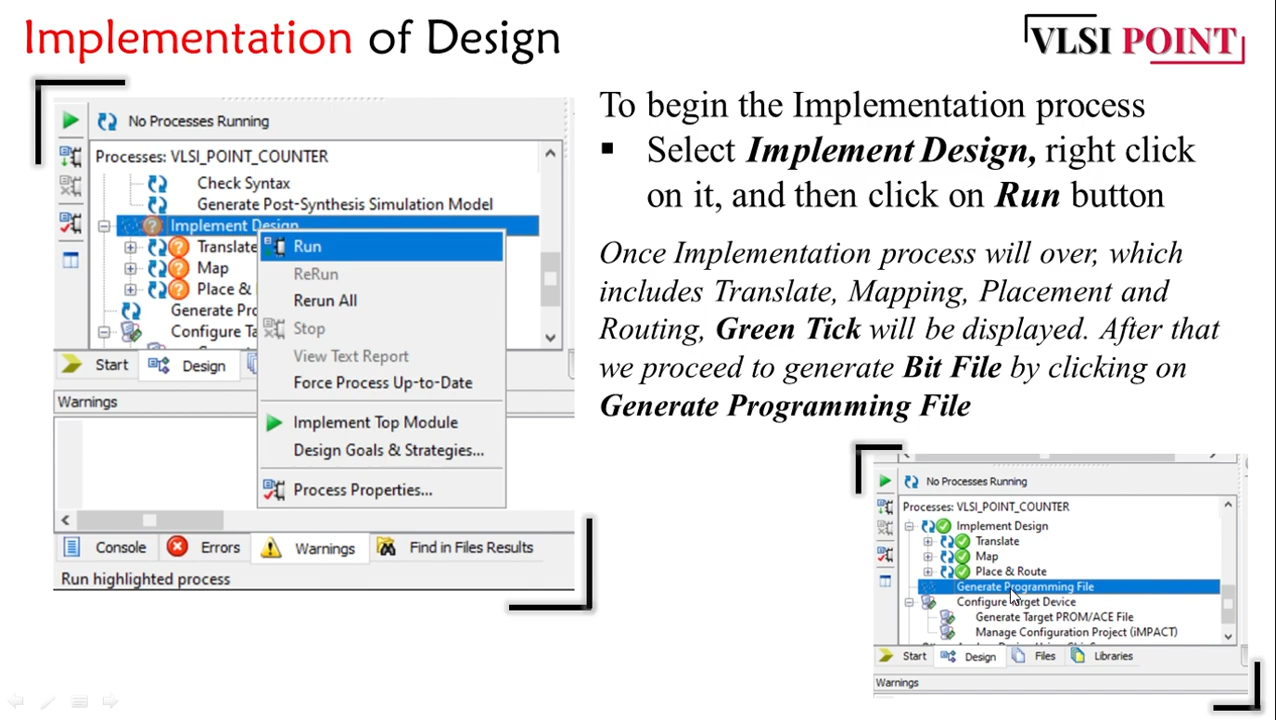 Implementation of Design
VLSI POINT
No Processes Running
Processes: VLSI_POINT_COUNTER
Check Syntax
Generate Post-Synthesis Simulation Model
Implement Design
Translate
Map
Place &
Generate Pro
Configure Ta
Run
ReRun
Rerun All
Stop
View Text Report
Force Process Up-to-Date
Implement Top Module
Design Goals & Strategies...
Process Properties...
Start
Design
Warnings
Console
Errors
Warnings
Find in Files Results
Run highlighted process
To begin the Implementation process
▪ Select Implement Design, right click
on it, and then click on Run button
Once Implementation process will over, which
includes Translate, Mapping, Placement and
Routing, Green Tick will be displayed. After that
we proceed to generate Bit File by clicking on
Generate Programming File
No Processes Running
Processes: VLSI_POINT_COUNTER
Implement Design
Translate
Map
Place & Route
Generate Programming File
Configure Target Device
Generate Target PROM/ACE File
Manage Configuration Project (iMPACT)
Start
Design
Files
Libraries
Warnings